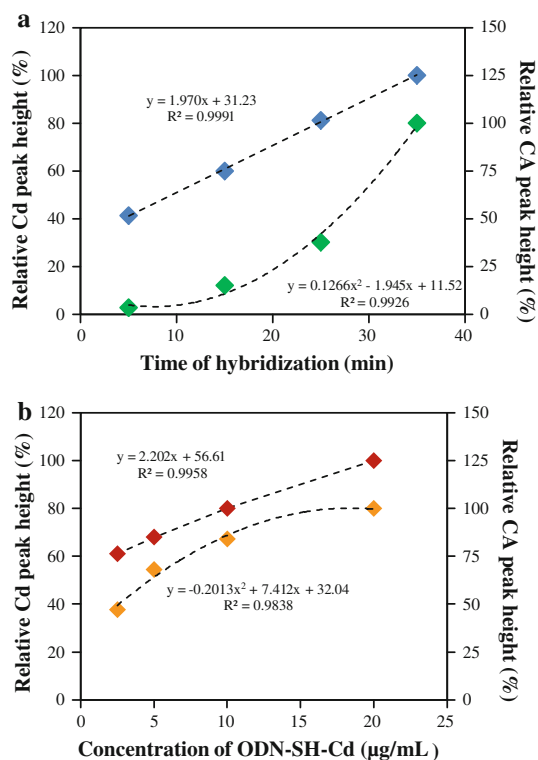 a
120
100
80
60
40
20
0
Relative Cd peak height (%)
y = 1.970x + 31.23
R² = 0.9991
y = 0.1266x² - 1.945x + 11.52
R² = 0.9926
150
125
100
75
50
25
0
Relative CA peak height (%)
0 10 20 30 40
Time of hybridization (min)
b
120
100
80
60
40
20
0
Relative Cd peak height (%)
y = 2.202x + 56.61
R² = 0.9958
y = -0.2013x² + 7.412x + 32.04
R² = 0.9838
150
125
100
75
50
25
0
Relative CA peak height (%)
0 5 10 15 20 25
Concentration of ODN-SH-Cd (µg/mL )